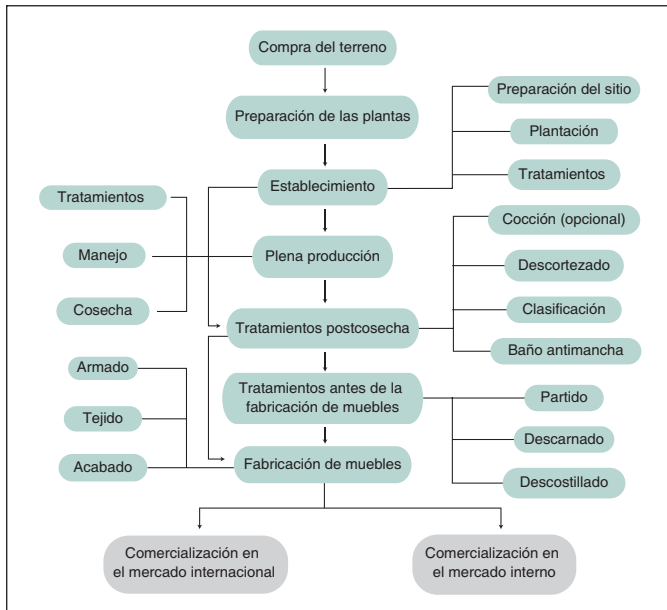 Compra del terreno
Preparación de las plantas
Establecimiento
Preparación del sitio
Plantación
Tratamientos
Tratamientos
Manejo
Cosecha
Plena producción
Tratamientos postcosecha
Cocción (opcional)
Descortezado
Clasificación
Baño antimancha
Armado
Tejido
Acabado
Tratamientos antes de la
fabricación de muebles
Partido
Descarnado
Descostillado
Fabricación de muebles
Comercialización en
el mercado internacional
Comercialización en
el mercado interno